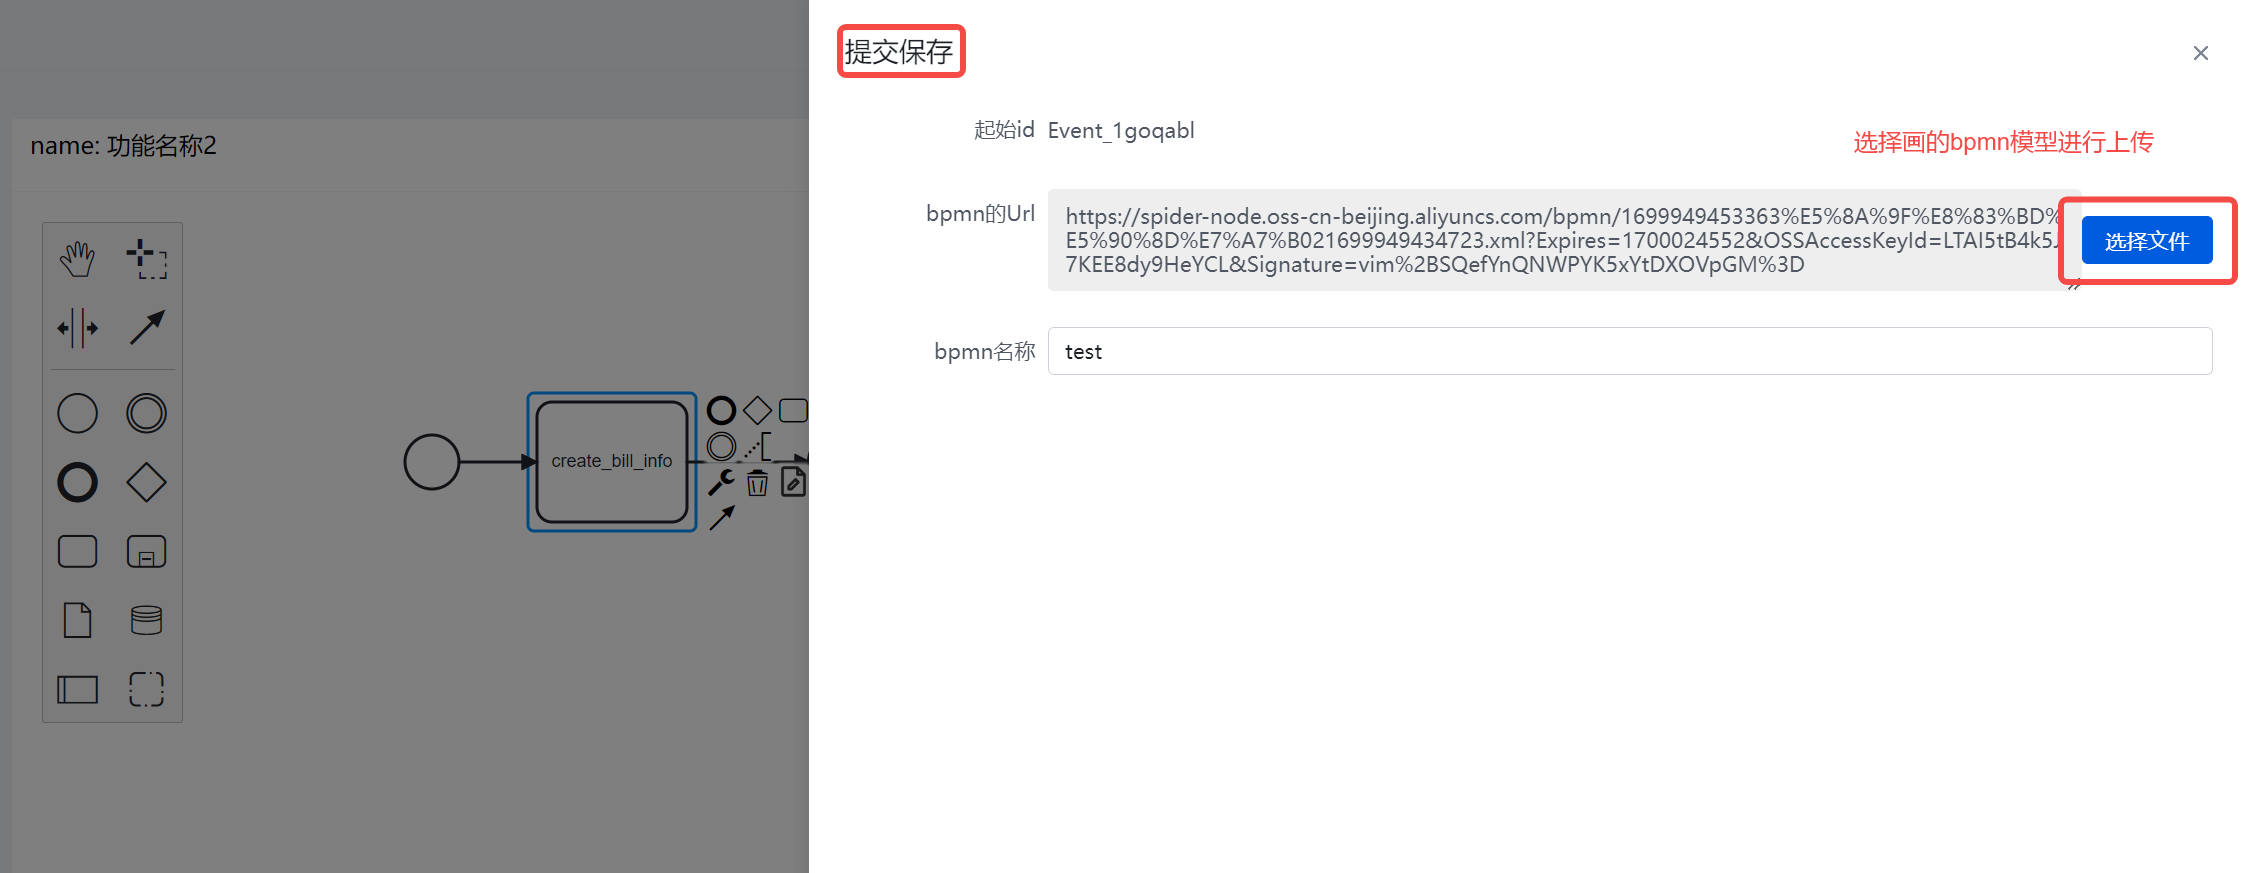 提交保存
name: 功能名称2
起始id Event_1goqabl
选择画的bpmn模型进行上传
bpmn的Url
https://spider-node.oss-cn-beijing.aliyuncs.com/bpmn/1699949453363%E5%8A%9F%E8%83%BD%
E5%90%8D%E7%A7%B021699949434723.xml?Expires=1700024552&OSSAccessKeyId=LTAI5tB4k5J
7KEE8dy9HeYCL&Signature=vim%2BSQefYnQNWPYK5xYtDXOVpGM%3D
选择文件
bpmn名称 test
create_bill_info